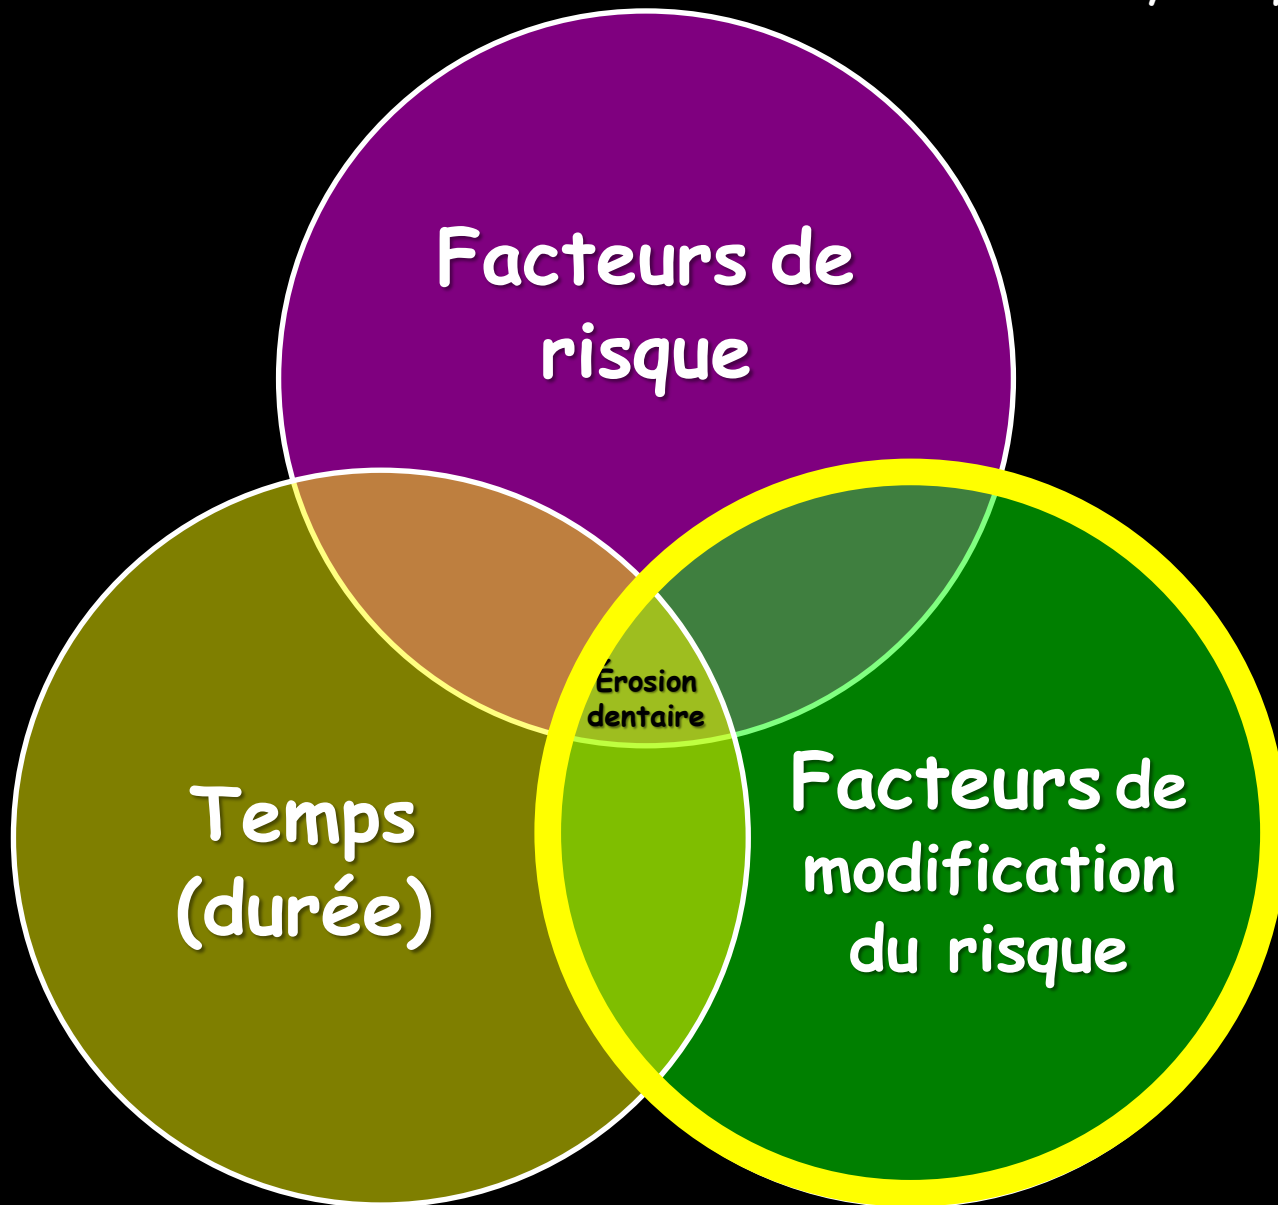 Facteurs de
risque
Érosion
dentaire
Temps
(durée)
Facteurs de
modification
du risque